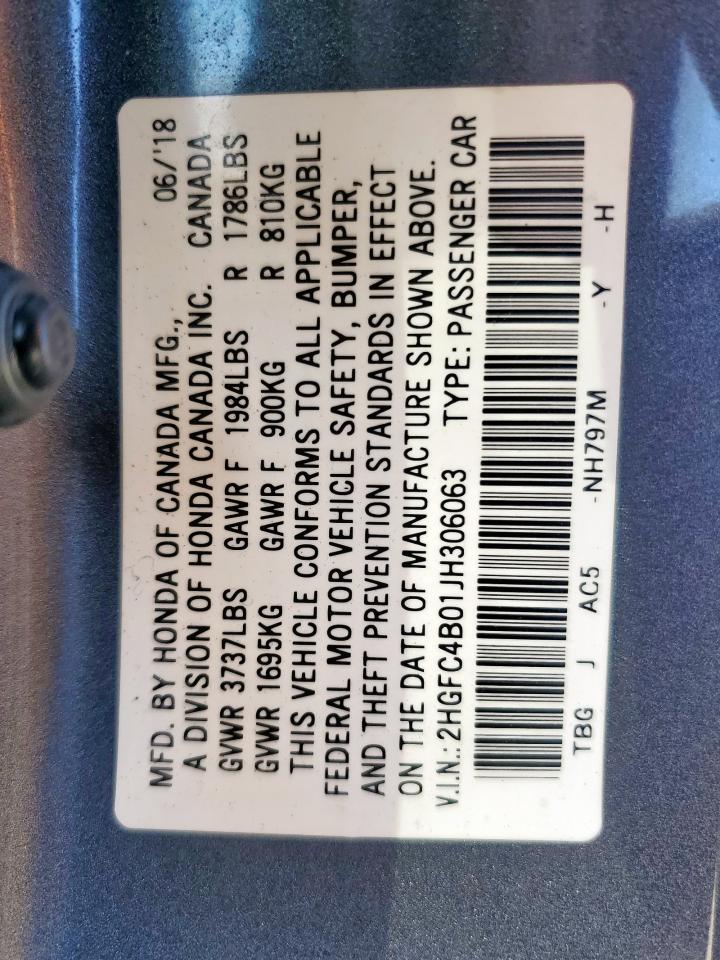 MFD. BY HONDA OF CANADA MFG., 06/'18
A DIVISION OF HONDA CANADA INC. CANADA
GVWR 3737LBS GAWR F 1984LBS R 1786LBS
GVWR 1695KG GAWR F 900KG R 810KG
THIS VEHICLE CONFORMS TO ALL APPLICABLE
FEDERAL MOTOR VEHICLE SAFETY, BUMPER,
AND THEFT PREVENTION STANDARDS IN EFFECT
ON THE DATE OF MANUFACTURE SHOWN ABOVE.
V.I.N.: 2HGFC4B01JH306063 TYPE: PASSENGER CAR
TBG J AC5 -NH797M -Y -H